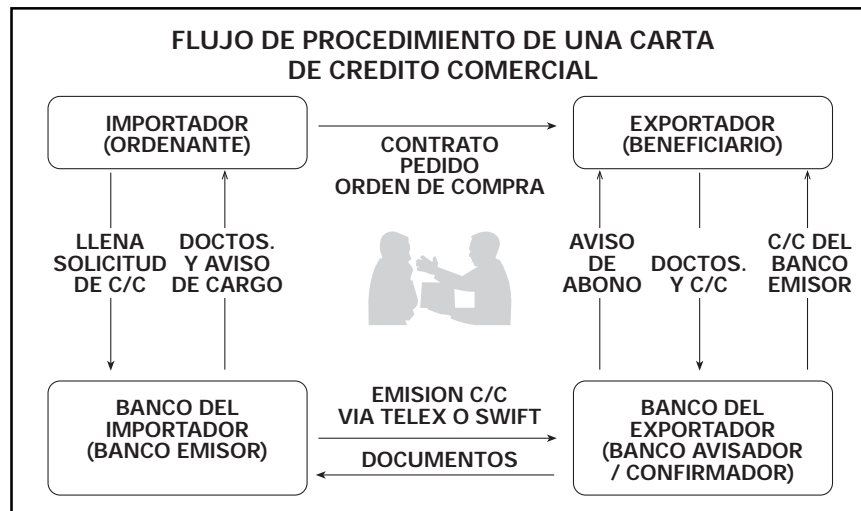 FLUJO DE PROCEDIMIENTO DE UNA CARTA
DE CREDITO COMERCIAL
IMPORTADOR
(ORDENANTE)
CONTRATO
PEDIDO
ORDEN DE COMPRA
EXPORTADOR
(BENEFICIARIO)
LLENA
SOLICITUD
DE C/C
DOCTOS.
Y AVISO
DE CARGO
AVISO
DE
ABONO
DOCTOS.
Y C/C
C/C DEL
BANCO
EMISOR
BANCO DEL
IMPORTADOR
(BANCO EMISOR)
EMISION C/C
VIA TELEX O SWIFT
DOCUMENTOS
BANCO DEL
EXPORTADOR
(BANCO AVISADOR
/ CONFIRMADOR)